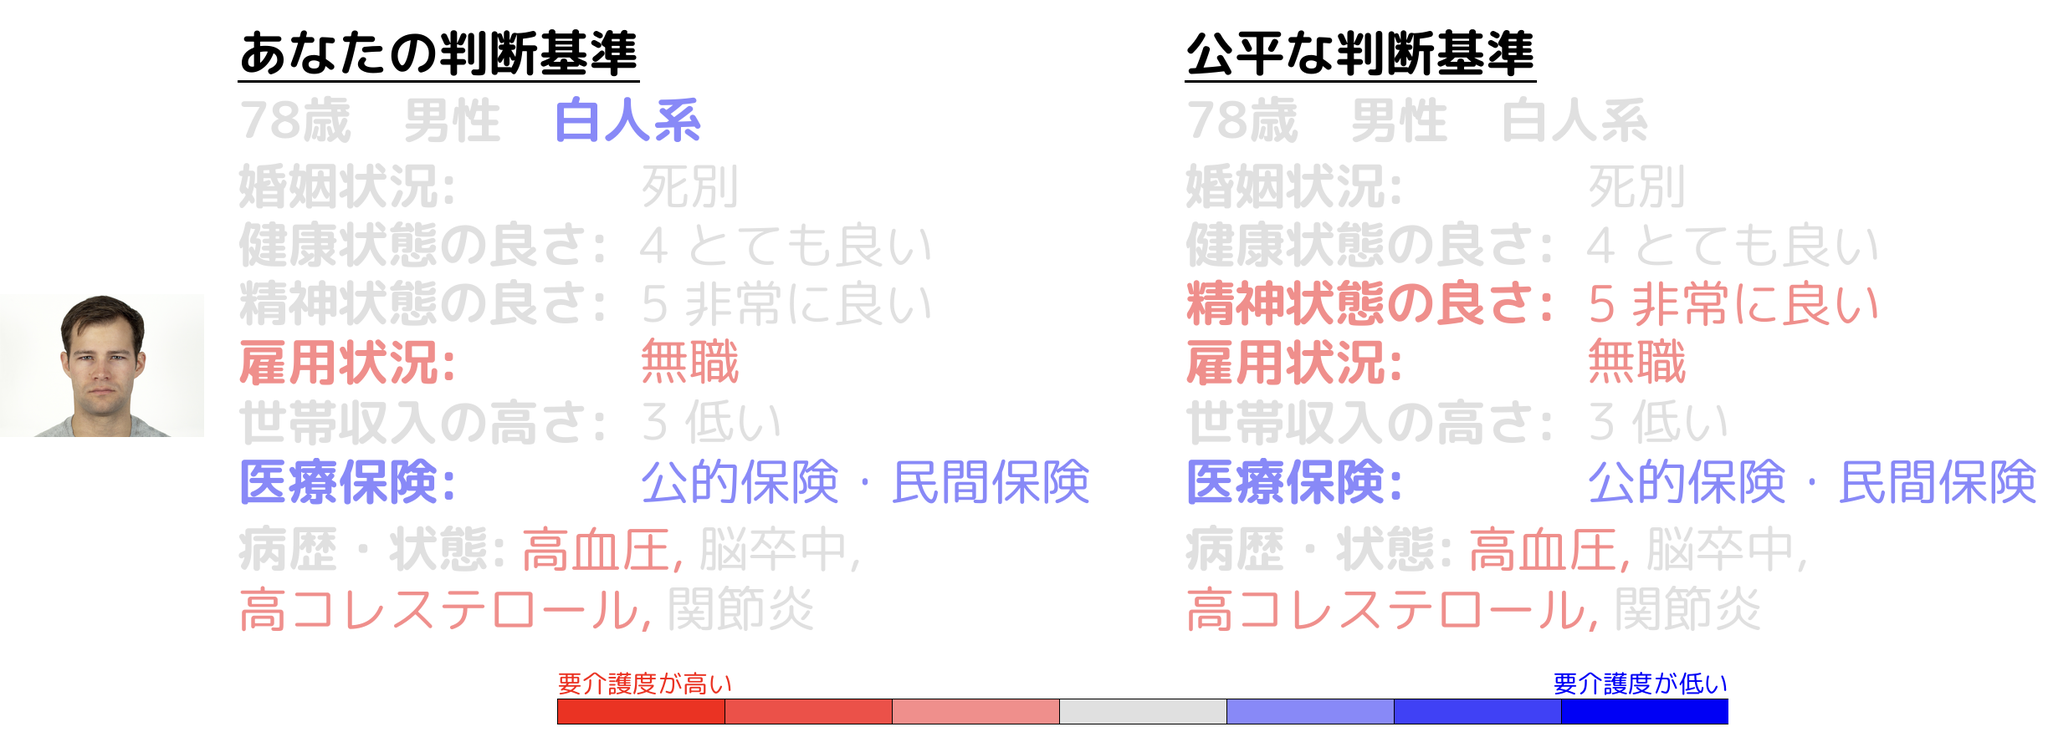 あなたの判断基準
78歳　男性　白人系
婚姻状況: 死別
健康状態の良さ: 4 とても良い
精神状態の良さ: 5 非常に良い
雇用状況: 無職
世帯収入の高さ: 3 低い
医療保険: 公的保険・民間保険
病歴・状態: 高血圧, 脳卒中,
高コレステロール, 関節炎
公平な判断基準
78歳　男性　白人系
婚姻状況: 死別
健康状態の良さ: 4 とても良い
精神状態の良さ: 5 非常に良い
雇用状況: 無職
世帯収入の高さ: 3 低い
医療保険: 公的保険・民間保険
病歴・状態: 高血圧, 脳卒中,
高コレステロール, 関節炎
要介護度が高い
要介護度が低い